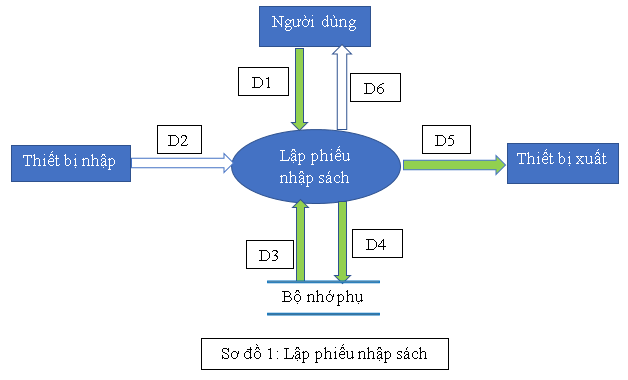 Người dùng
D1
D6
D2
D5
Thiết bị nhập
Lập phiếu
nhập sách
Thiết bị xuất
D3
D4
Bộ nhớ phụ
Sơ đồ 1: Lập phiếu nhập sách